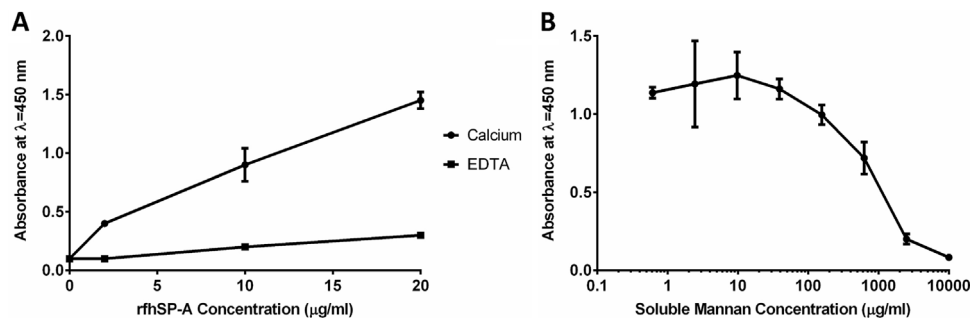 A
Absorbance at λ=450 nm
2.0
1.5
1.0
0.5
0.0
0 5 10 15 20
rfhSP-A Concentration (µg/ml)
Calcium
EDTA
B
Absorbance at λ=450 nm
1.5
1.0
0.5
0.0
0.1 1 10 100 1000 10000
Soluble Mannan Concentration (µg/ml)